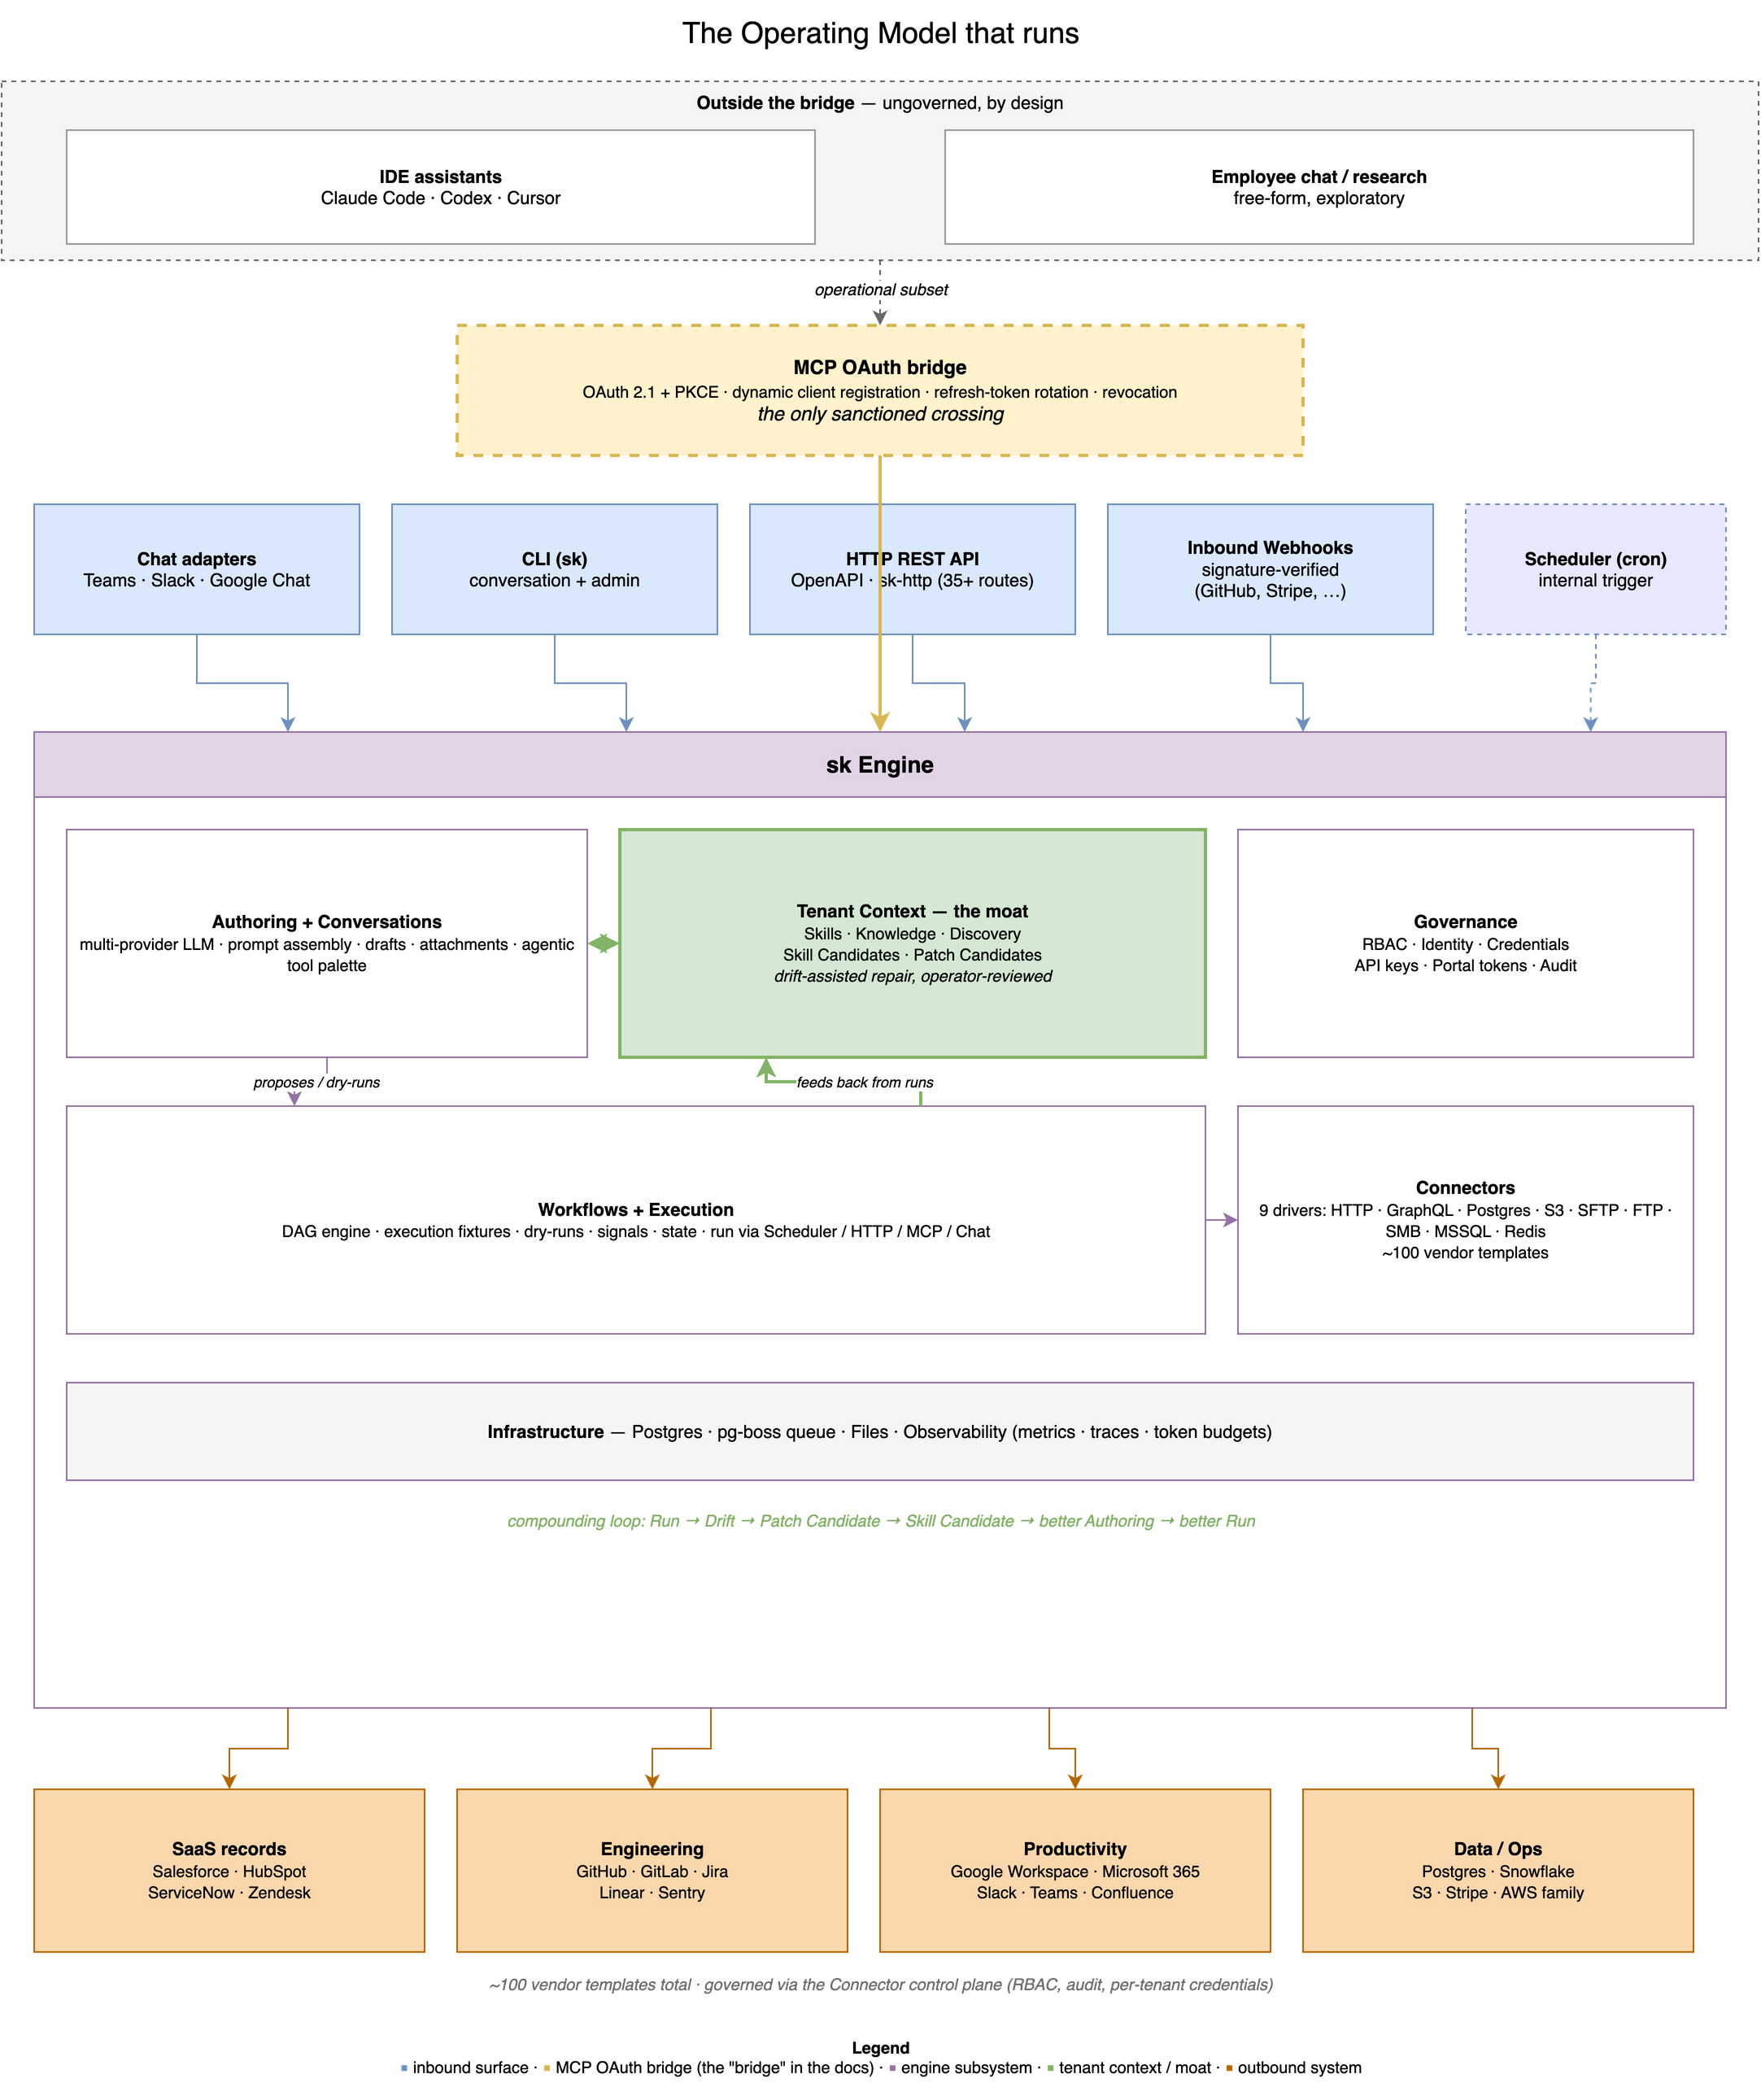 The Operating Model that runs
Outside the bridge — ungoverned, by design
IDE assistants
Claude Code · Codex · Cursor
Employee chat / research
free-form, exploratory
operational subset
MCP OAuth bridge
OAuth 2.1 + PKCE · dynamic client registration · refresh-token rotation · revocation
the only sanctioned crossing
Chat adapters
Teams · Slack · Google Chat
CLI (sk)
conversation + admin
HTTP REST API
OpenAPI · sk-http (35+ routes)
Inbound Webhooks
signature-verified
(GitHub, Stripe, …)
Scheduler (cron)
internal trigger
sk Engine
Authoring + Conversations
multi-provider LLM · prompt assembly · drafts · attachments · agentic
tool palette
Tenant Context — the moat
Skills · Knowledge · Discovery
Skill Candidates · Patch Candidates
drift-assisted repair, operator-reviewed
Governance
RBAC · Identity · Credentials
API keys · Portal tokens · Audit
proposes / dry-runs
feeds back from runs
Workflows + Execution
DAG engine · execution fixtures · dry-runs · signals · state · run via Scheduler / HTTP / MCP / Chat
Connectors
9 drivers: HTTP · GraphQL · Postgres · S3 · SFTP · FTP ·
SMB · MSSQL · Redis
~100 vendor templates
Infrastructure — Postgres · pg-boss queue · Files · Observability (metrics · traces · token budgets)
compounding loop: Run → Drift → Patch Candidate → Skill Candidate → better Authoring → better Run
SaaS records
Salesforce · HubSpot
ServiceNow · Zendesk
Engineering
GitHub · GitLab · Jira
Linear · Sentry
Productivity
Google Workspace · Microsoft 365
Slack · Teams · Confluence
Data / Ops
Postgres · Snowflake
S3 · Stripe · AWS family
~100 vendor templates total · governed via the Connector control plane (RBAC, audit, per-tenant credentials)
Legend
▪ inbound surface · ▪ MCP OAuth bridge (the "bridge" in the docs) · ▪ engine subsystem · ▪ tenant context / moat · ▪ outbound system